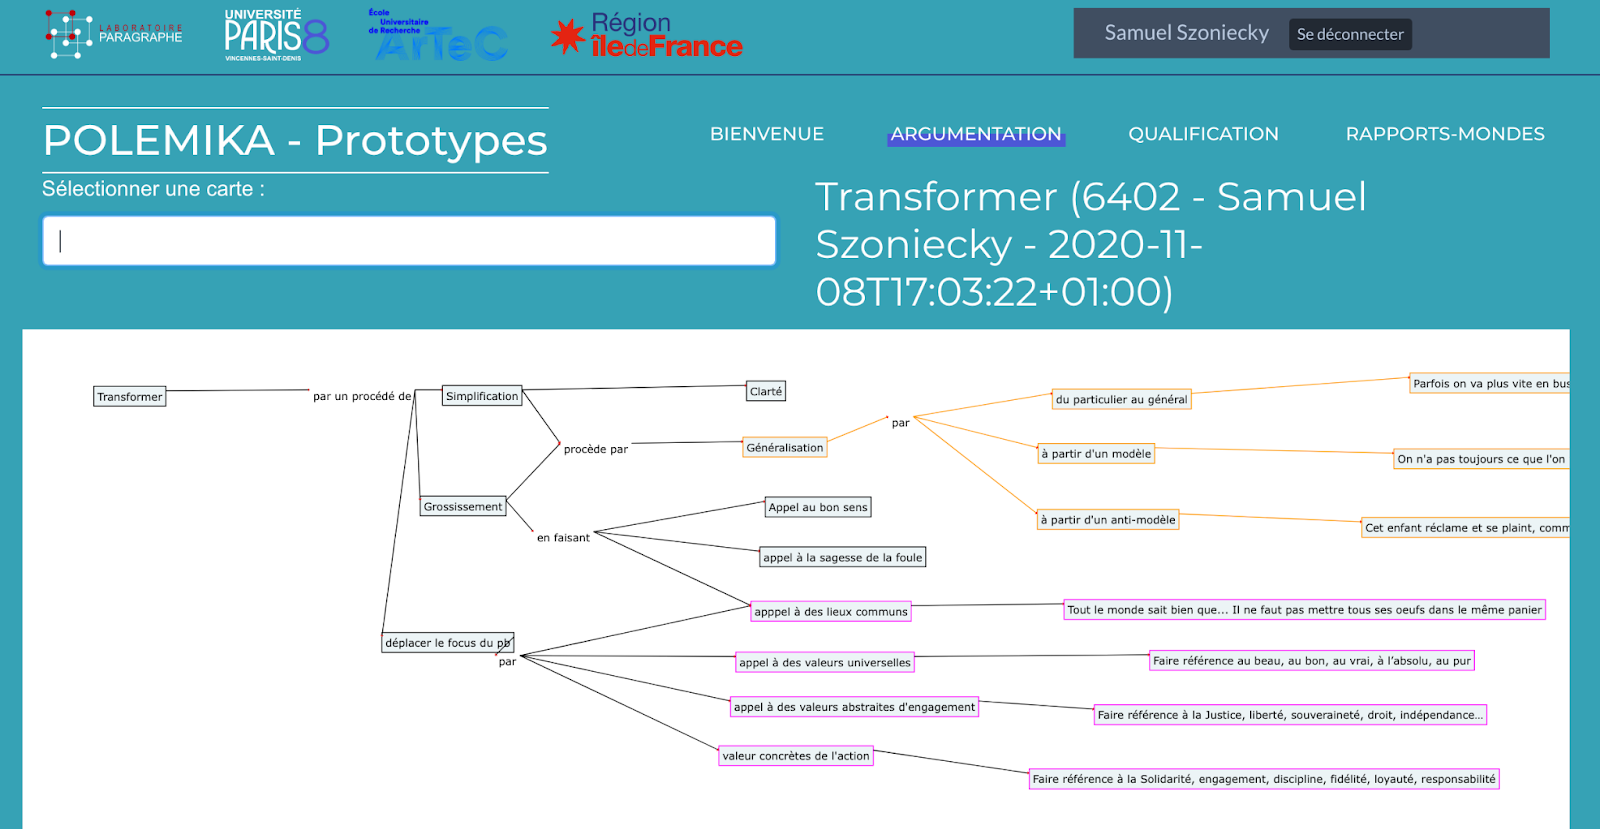 LABORATOIRE
PARAGRAPHE
UNIVERSITÉ
PARIS8
VINCENNES-SAINT-DENIS
École
Universitaire
de Recherche
ArTeC
Région
îledeFrance
Samuel Szoniecky
Se déconnecter
POLEMIKA - Prototypes
BIENVENUE
ARGUMENTATION
QUALIFICATION
RAPPORTS-MONDES
Sélectionner une carte :
Transformer (6402 - Samuel
Szoniecky - 2020-11-
08T17:03:22+01:00)
Transformer
par un procédé de
Simplification
Clarté
procède par
Généralisation
par
du particulier au général
Parfois on va plus vite en bus
à partir d'un modèle
On n'a pas toujours ce que l'on
à partir d'un anti-modèle
Cet enfant réclame et se plaint, comm
Grossissement
en faisant
Appel au bon sens
appel à la sagesse de la foule
apppel à des lieux communs
Tout le monde sait bien que... Il ne faut pas mettre tous ses oeufs dans le même panier
déplacer le focus du pb
par
appel à des valeurs universelles
Faire référence au beau, au bon, au vrai, à l'absolu, au pur
appel à des valeurs abstraites d'engagement
Faire référence à la Justice, liberté, souveraineté, droit, indépendance...
valeur concrètes de l'action
Faire référence à la Solidarité, engagement, discipline, fidélité, loyauté, responsabilité